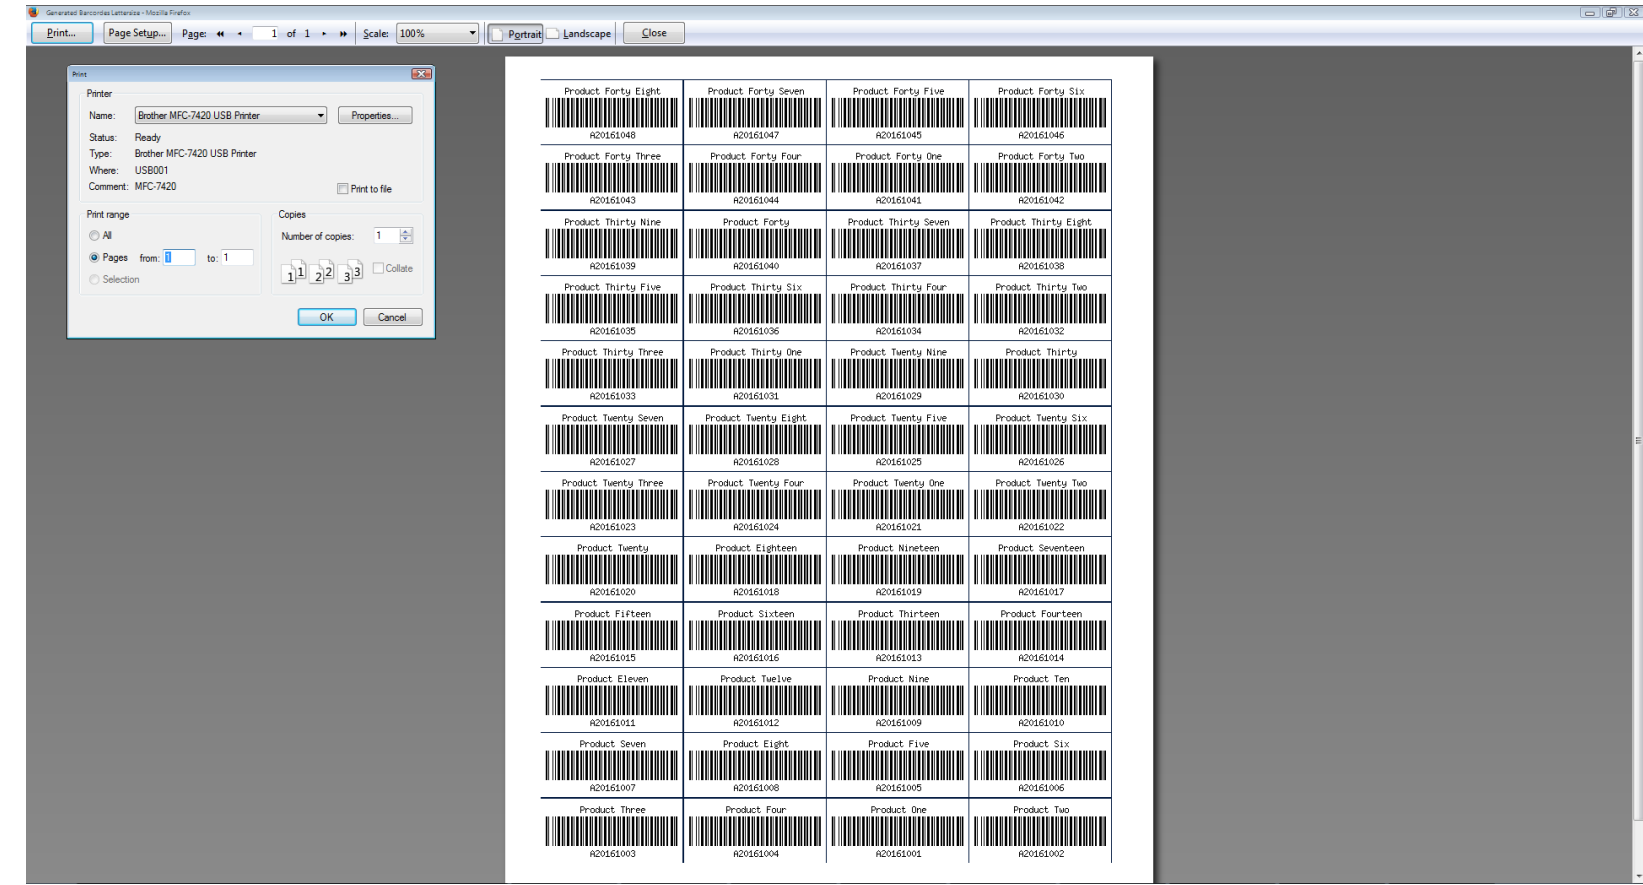 Generated Barcordes Lettersize - Mozilla Firefox
Print... Page Setup... Page: 1 of 1 Scale: 100% Portrait Landscape Close
Print
Printer
Name: Brother MFC-7420 USB Printer Properties...
Status: Ready
Type: Brother MFC-7420 USB Printer
Where: USB001
Comment: MFC-7420 Print to file
Print range Copies
All Number of copies: 1
Pages from: 1 to: 1
11 22 33 Collate
Selection
OK Cancel
Product Forty Eight Product Forty Seven Product Forty Five Product Forty Six
A20161048 A20161047 A20161045 A20161046
Product Forty Three Product Forty Four Product Forty One Product Forty Two
A20161043 A20161044 A20161041 A20161042
Product Thirty Nine Product Forty Product Thirty Seven Product Thirty Eight
A20161039 A20161040 A20161037 A20161038
Product Thirty Five Product Thirty Six Product Thirty Four Product Thirty Two
A20161035 A20161036 A20161034 A20161032
Product Thirty Three Product Thirty One Product Twenty Nine Product Thirty
A20161033 A20161031 A20161029 A20161030
Product Twenty Seven Product Twenty Eight Product Twenty Five Product Twenty Six
A20161027 A20161028 A20161025 A20161026
Product Twenty Three Product Twenty Four Product Twenty One Product Twenty Two
A20161023 A20161024 A20161021 A20161022
Product Twenty Product Eighteen Product Nineteen Product Seventeen
A20161020 A20161018 A20161019 A20161017
Product Fifteen Product Sixteen Product Thirteen Product Fourteen
A20161015 A20161016 A20161013 A20161014
Product Eleven Product Twelve Product Nine Product Ten
A20161011 A20161012 A20161009 A20161010
Product Seven Product Eight Product Five Product Six
A20161007 A20161008 A20161005 A20161006
Product Three Product Four Product One Product Two
A20161003 A20161004 A20161001 A20161002